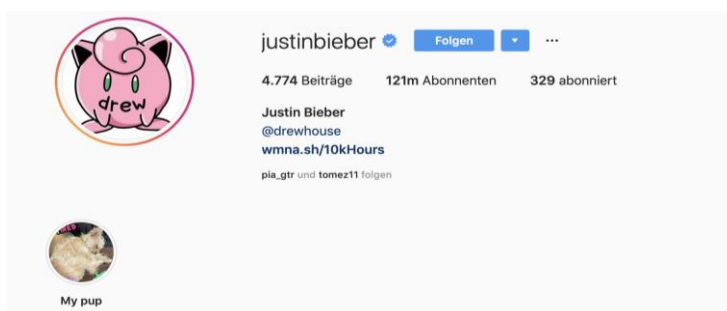 drew
justinbieber Folgen ...
4.774 Beiträge 121m Abonnenten 329 abonniert
Justin Bieber
@drewhouse
wmna.sh/10kHours
pia_gtr und tomez11 folgen
My pup